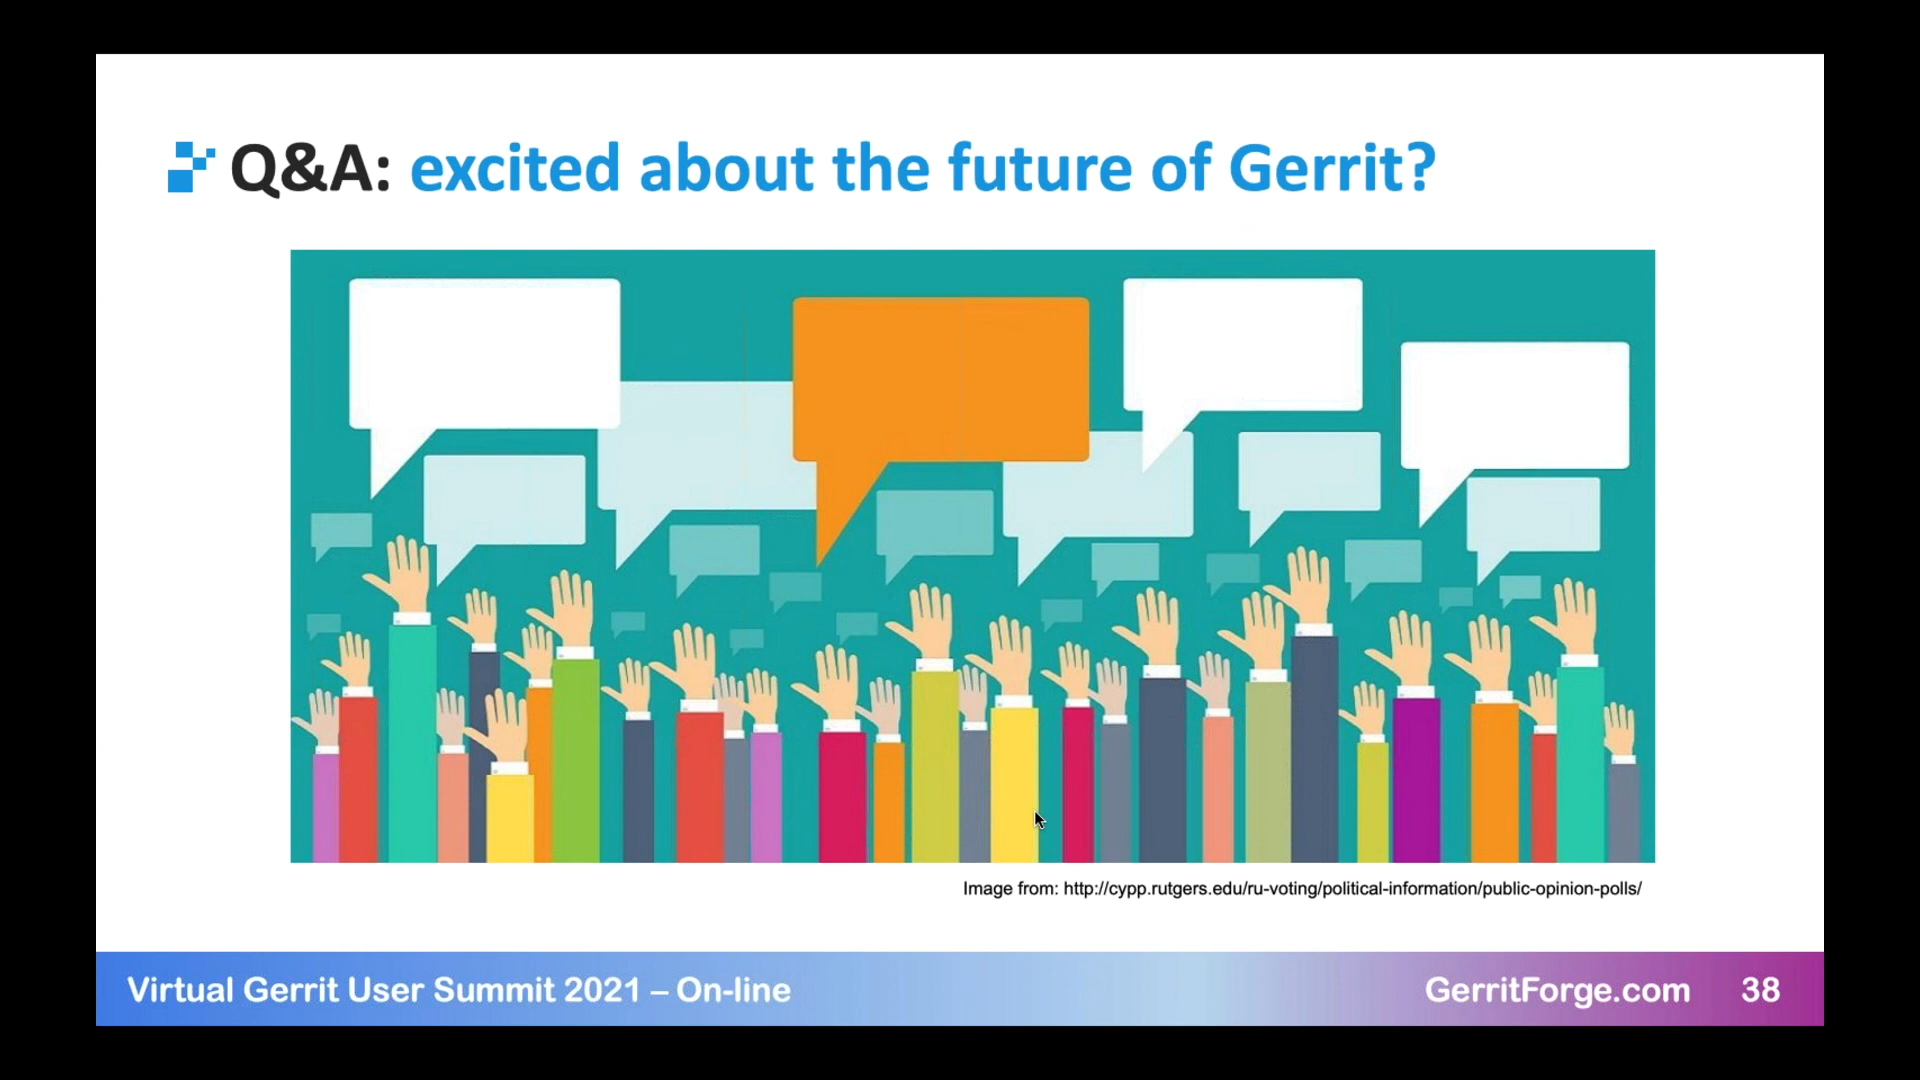 Q&A: excited about the future of Gerrit?
Image from: http://cypp.rutgers.edu/ru-voting/political-information/public-opinion-polls/
Virtual Gerrit User Summit 2021 – On-line
GerritForge.com
38